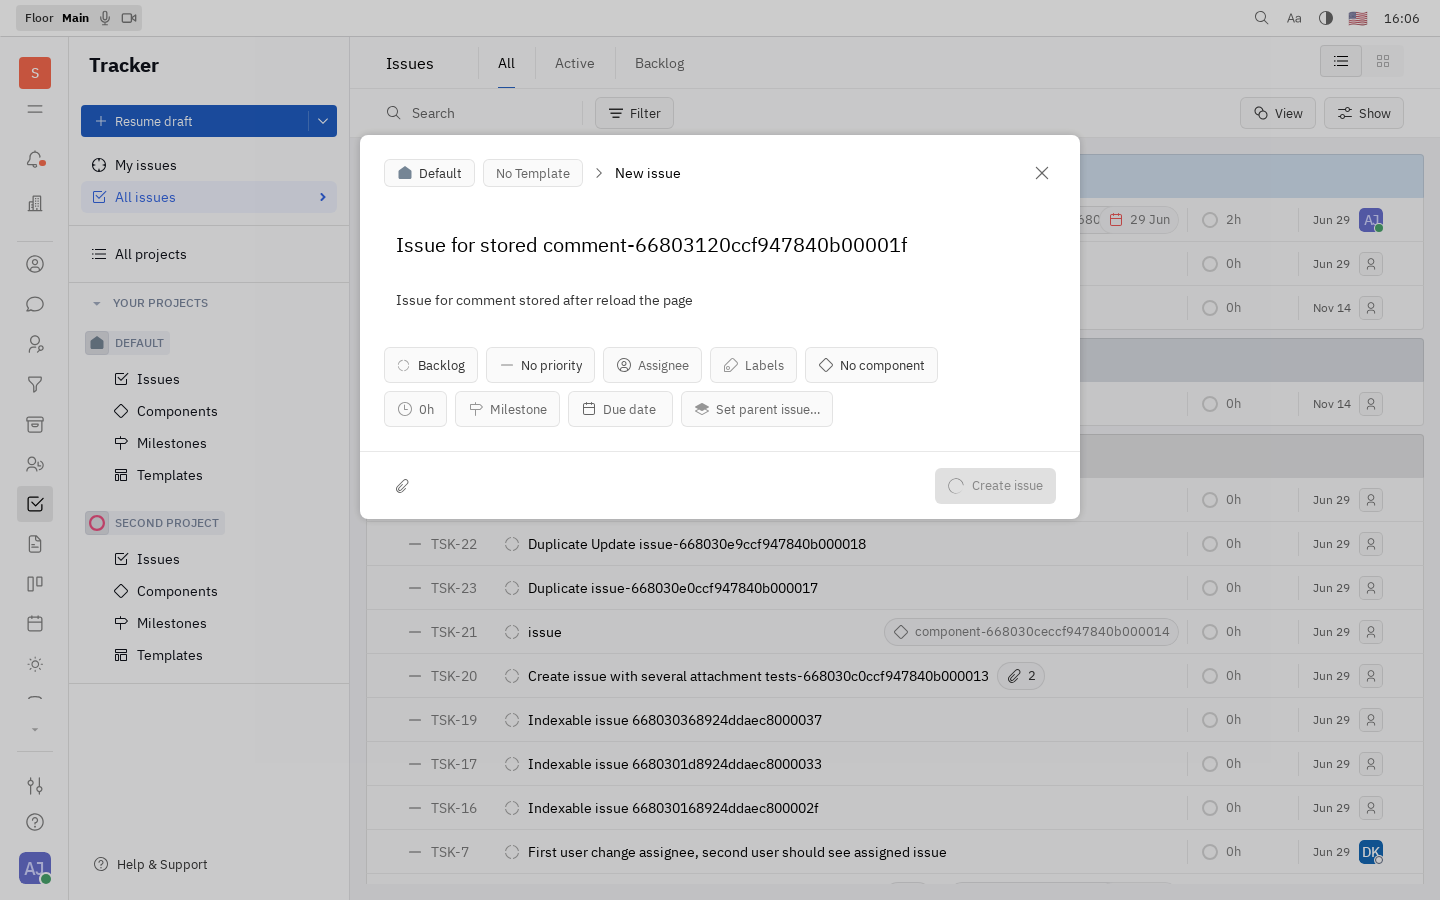 Floor Main
Aa
16:06
S
Tracker
Resume draft
My issues
All issues
All projects
YOUR PROJECTS
DEFAULT
Issues
Components
Milestones
Templates
SECOND PROJECT
Issues
Components
Milestones
Templates
Help & Support
AJ
Issues All Active Backlog
Search Filter View Show
Default No Template New issue
Issue for stored comment-66803120ccf947840b00001f
Issue for comment stored after reload the page
Backlog No priority Assignee Labels No component
0h Milestone Due date Set parent issue...
Create issue
680 29 Jun 2h Jun 29 AJ
0h Jun 29
0h Nov 14
0h Nov 14
0h Jun 29
TSK-22 Duplicate Update issue-668030e9ccf947840b000018 0h Jun 29
TSK-23 Duplicate issue-668030e0ccf947840b000017 0h Jun 29
TSK-21 issue component-668030ceccf947840b000014 0h Jun 29
TSK-20 Create issue with several attachment tests-668030c0ccf947840b000013 2 0h Jun 29
TSK-19 Indexable issue 668030368924ddaec8000037 0h Jun 29
TSK-17 Indexable issue 6680301d8924ddaec8000033 0h Jun 29
TSK-16 Indexable issue 668030168924ddaec800002f 0h Jun 29
TSK-7 First user change assignee, second user should see assigned issue 0h Jun 29 DK